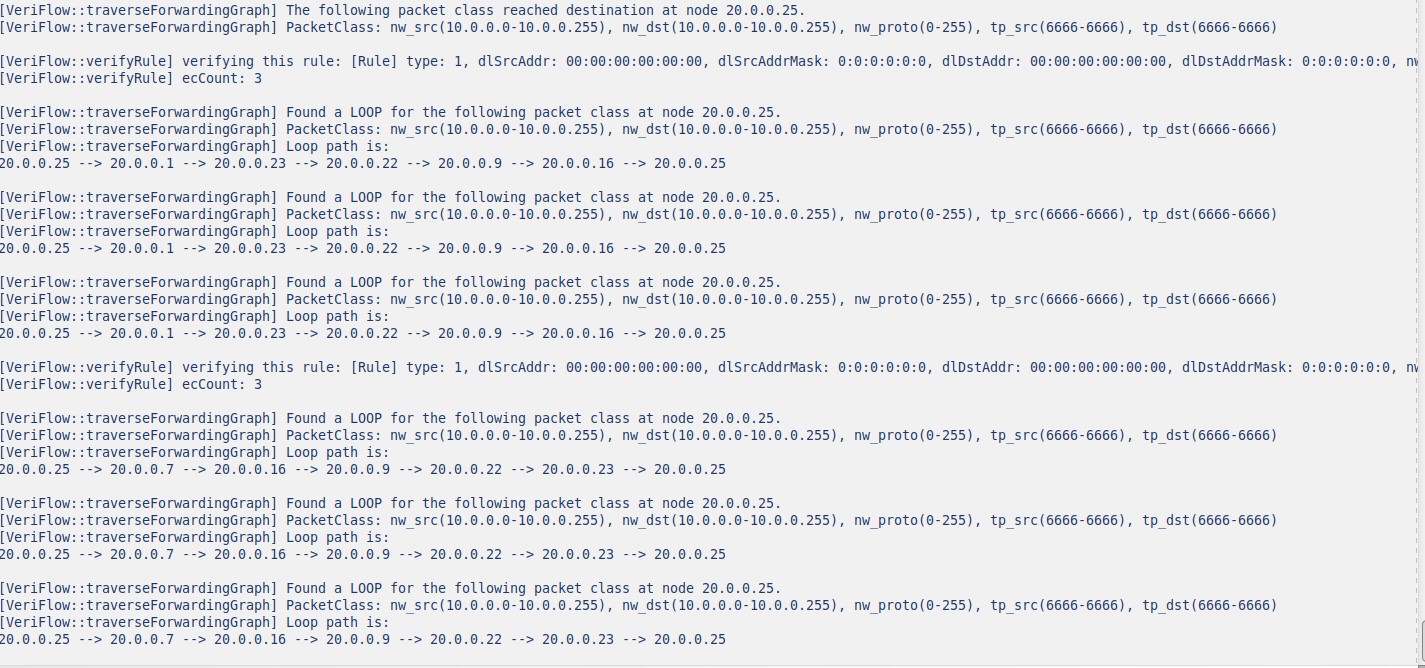 [VeriFlow::traverseForwardingGraph] The following packet class reached destination at node 20.0.0.25.
[VeriFlow::traverseForwardingGraph] PacketClass: nw_src(10.0.0.0-10.0.0.255), nw_dst(10.0.0.0-10.0.0.255), nw_proto(0-255), tp_src(6666-6666), tp_dst(6666-6666)
[VeriFlow::verifyRule] verifying this rule: [Rule] type: 1, dlSrcAddr: 00:00:00:00:00:00, dlSrcAddrMask: 0:0:0:0:0:0, dlDstAddr: 00:00:00:00:00:00, dlDstAddrMask: 0:0:0:0:0:0, nw
[VeriFlow::verifyRule] ecCount: 3
[VeriFlow::traverseForwardingGraph] Found a LOOP for the following packet class at node 20.0.0.25.
[VeriFlow::traverseForwardingGraph] PacketClass: nw_src(10.0.0.0-10.0.0.255), nw_dst(10.0.0.0-10.0.0.255), nw_proto(0-255), tp_src(6666-6666), tp_dst(6666-6666)
[VeriFlow::traverseForwardingGraph] Loop path is:
20.0.0.25 --> 20.0.0.1 --> 20.0.0.23 --> 20.0.0.22 --> 20.0.0.9 --> 20.0.0.16 --> 20.0.0.25
[VeriFlow::traverseForwardingGraph] Found a LOOP for the following packet class at node 20.0.0.25.
[VeriFlow::traverseForwardingGraph] PacketClass: nw_src(10.0.0.0-10.0.0.255), nw_dst(10.0.0.0-10.0.0.255), nw_proto(0-255), tp_src(6666-6666), tp_dst(6666-6666)
[VeriFlow::traverseForwardingGraph] Loop path is:
20.0.0.25 --> 20.0.0.1 --> 20.0.0.23 --> 20.0.0.22 --> 20.0.0.9 --> 20.0.0.16 --> 20.0.0.25
[VeriFlow::traverseForwardingGraph] Found a LOOP for the following packet class at node 20.0.0.25.
[VeriFlow::traverseForwardingGraph] PacketClass: nw_src(10.0.0.0-10.0.0.255), nw_dst(10.0.0.0-10.0.0.255), nw_proto(0-255), tp_src(6666-6666), tp_dst(6666-6666)
[VeriFlow::traverseForwardingGraph] Loop path is:
20.0.0.25 --> 20.0.0.1 --> 20.0.0.23 --> 20.0.0.22 --> 20.0.0.9 --> 20.0.0.16 --> 20.0.0.25
[VeriFlow::verifyRule] verifying this rule: [Rule] type: 1, dlSrcAddr: 00:00:00:00:00:00, dlSrcAddrMask: 0:0:0:0:0:0, dlDstAddr: 00:00:00:00:00:00, dlDstAddrMask: 0:0:0:0:0:0, nw
[VeriFlow::verifyRule] ecCount: 3
[VeriFlow::traverseForwardingGraph] Found a LOOP for the following packet class at node 20.0.0.25.
[VeriFlow::traverseForwardingGraph] PacketClass: nw_src(10.0.0.0-10.0.0.255), nw_dst(10.0.0.0-10.0.0.255), nw_proto(0-255), tp_src(6666-6666), tp_dst(6666-6666)
[VeriFlow::traverseForwardingGraph] Loop path is:
20.0.0.25 --> 20.0.0.7 --> 20.0.0.16 --> 20.0.0.9 --> 20.0.0.22 --> 20.0.0.23 --> 20.0.0.25
[VeriFlow::traverseForwardingGraph] Found a LOOP for the following packet class at node 20.0.0.25.
[VeriFlow::traverseForwardingGraph] PacketClass: nw_src(10.0.0.0-10.0.0.255), nw_dst(10.0.0.0-10.0.0.255), nw_proto(0-255), tp_src(6666-6666), tp_dst(6666-6666)
[VeriFlow::traverseForwardingGraph] Loop path is:
20.0.0.25 --> 20.0.0.7 --> 20.0.0.16 --> 20.0.0.9 --> 20.0.0.22 --> 20.0.0.23 --> 20.0.0.25
[VeriFlow::traverseForwardingGraph] Found a LOOP for the following packet class at node 20.0.0.25.
[VeriFlow::traverseForwardingGraph] PacketClass: nw_src(10.0.0.0-10.0.0.255), nw_dst(10.0.0.0-10.0.0.255), nw_proto(0-255), tp_src(6666-6666), tp_dst(6666-6666)
[VeriFlow::traverseForwardingGraph] Loop path is:
20.0.0.25 --> 20.0.0.7 --> 20.0.0.16 --> 20.0.0.9 --> 20.0.0.22 --> 20.0.0.23 --> 20.0.0.25